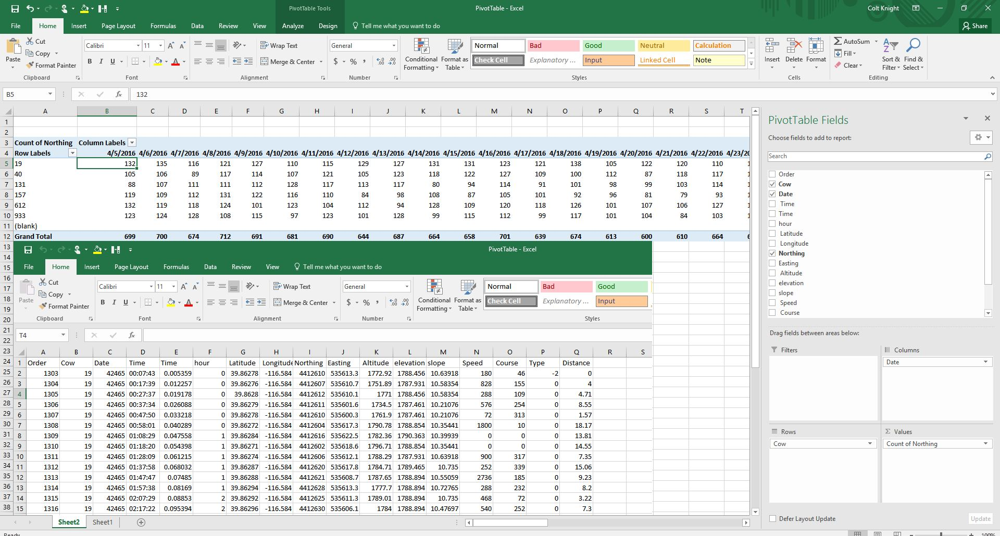 PivotTable Tools
PivotTable - Excel
Colt Knight
File Home Insert Page Layout Formulas Data Review View Analyze Design Tell me what you want to do
Share
Cut
Copy
Format Painter
Paste
Clipboard
Calibri 11
B I U
Font
Wrap Text
Merge & Center
Alignment
General
$ % ,
Number
Conditional Formatting
Format as Table
Normal Bad Good Neutral Calculation
Check Cell Explanatory ... Input Linked Cell Note
Styles
Insert Delete Format
Cells
AutoSum
Fill
Clear
Sort & Filter
Find & Select
Editing
B5 fx 132
A B C D E F G H I J K L M N O P Q R S T
1
2
3 Count of Northing Column Labels
4 Row Labels 4/5/2016 4/6/2016 4/7/2016 4/8/2016 4/9/2016 4/10/2016 4/11/2016 4/12/2016 4/13/2016 4/14/2016 4/15/2016 4/16/2016 4/17/2016 4/18/2016 4/19/2016 4/20/2016 4/21/2016 4/22/2016 4/23/20
5 19 132 135 116 121 127 110 115 129 127 131 131 123 121 138 105 122 120 110
6 40 105 106 89 117 114 107 121 105 123 118 122 127 109 100 112 87 118 117
7 131 88 107 111 111 112 128 117 113 117 80 94 114 91 101 98 99 103 114
8 157 119 109 112 131 122 116 110 84 98 108 87 105 101 92 96 81 79 93
9 612 132 119 118 124 101 123 104 112 94 128 109 120 118 126 101 107 106 127
10 933 123 124 128 108 115 97 123 101 128 99 115 112 99 117 101 104 84 103
11 (blank)
12 Grand Total 699 700 674 712 691 681 690 644 687 664 658 701 639 674 613 600 610 664
13
14
15
16
17
18
19
20
21
22
23
24
25
26
27
28
29
30
31
32
33
34
35
36
37
38
PivotTable - Excel
File Home Insert Page Layout Formulas Data Review View Tell me what you want to do
Cut
Copy
Format Painter
Paste
Clipboard
Calibri 11
B I U
Font
Wrap Text
Merge & Center
Alignment
General
$ % ,
Number
Conditional Formatting
Format as Table
Normal Bad Good
Check Cell Explanatory ... Input
Styles
T4 fx
A B C D E F G H I J K L M N O P Q R S
1 Order Cow Date Time Time hour Latitude Longitude Northing Easting Altitude elevation slope Speed Course Type Distance
2 1303 19 42465 00:07:43 0.005359 0 39.86278 -116.584 4412610 535613.3 1772.92 1788.456 10.63918 180 46 -2 0
3 1304 19 42465 00:17:39 0.012257 0 39.86276 -116.584 4412607 535610.7 1751.89 1787.931 10.58354 828 155 0 4
4 1305 19 42465 00:27:37 0.019178 0 39.8628 -116.584 4412612 535610.1 1771 1788.456 10.58354 288 109 0 4.71
5 1306 19 42465 00:37:34 0.026088 0 39.86279 -116.584 4412611 535601.6 1734.5 1787.461 10.21076 576 254 0 8.55
6 1307 19 42465 00:47:50 0.033218 0 39.86278 -116.584 4412610 535600.3 1761.9 1787.461 10.21076 72 313 0 1.57
7 1308 19 42465 00:58:01 0.040289 0 39.86272 -116.584 4412604 535617.3 1790.78 1788.854 10.35441 1800 10 0 18.17
8 1309 19 42465 01:08:29 0.047558 1 39.86284 -116.584 4412616 535622.5 1782.36 1790.363 10.39939 0 0 0 13.81
9 1310 19 42465 01:18:20 0.054398 1 39.86271 -116.584 4412602 535618.6 1796.71 1788.854 10.35441 0 0 0 14.55
10 1311 19 42465 01:28:09 0.061215 1 39.86274 -116.584 4412606 535612.1 1788.29 1787.931 10.63918 900 317 0 7.35
11 1312 19 42465 01:37:58 0.068032 1 39.86287 -116.584 4412620 535617.8 1784.71 1789.465 10.735 252 339 0 15.06
12 1313 19 42465 01:47:47 0.07485 1 39.86288 -116.584 4412621 535608.7 1787.65 1788.894 10.55059 2736 185 0 9.23
13 1314 19 42465 01:57:38 0.08169 1 39.86294 -116.584 4412628 535613.3 1777.7 1788.894 10.72765 288 232 0 8.2
14 1315 19 42465 02:07:29 0.08853 2 39.86292 -116.584 4412625 535611.3 1789.01 1788.894 10.735 468 72 0 3.22
15 1316 19 42465 02:17:22 0.095394 2 39.86296 -116.584 4412630 535606.1 1784 1788.894 10.47697 540 252 0 7.3
Sheet2 Sheet1
PivotTable Fields
Choose fields to add to report:
Search
Order
Cow
Date
Time
Time
hour
Latitude
Longitude
Northing
Easting
Altitude
elevation
slope
Speed
Course
Drag fields between areas below:
Filters
Columns
Date
Rows
Cow
Σ Values
Count of Northing
Defer Layout Update
Update
Ready
100%